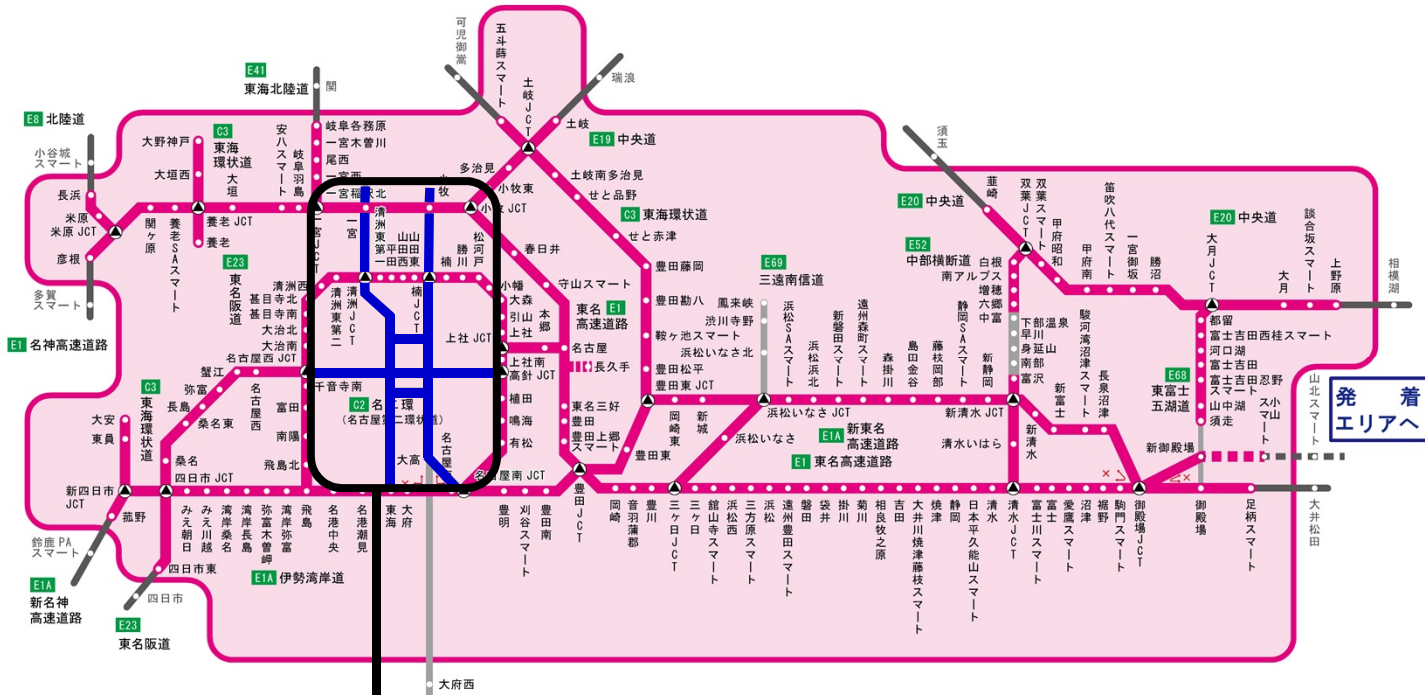 可児御嵩
五斗蒔スマート
土岐JCT
瑞浪
土岐
E19 中央道
E41
東海北陸道
関
岐阜各務原
一宮木曽川
尾西
一宮西
一宮稲沢北
E8 北陸道
小谷城
スマート
長浜
米原
米原JCT
彦根
多賀
スマート
大野神戸
大垣西
C3
東海
環状道
大垣
安八スマート
岐阜羽島
関ヶ原
養老SAスマート
養老JCT
養老
E23
東名阪道
一宮JCT
一宮
清洲東
第一
平田
山田西
山田東
楠
勝川
松河戸
小牧
小牧JCT
小牧東
多治見
土岐南多治見
せと品野
C3 東海環状道
せと赤津
豊田藤岡
豊田勘八
鞍ヶ池スマート
豊田松平
豊田東JCT
春日井
守山スマート
東名 E1
高速道路
小幡
大森
引山
本郷
上社
上社JCT
上社南
高針JCT
名古屋
長久手
植田
鳴海
有松
東名三好
豊田
豊田上郷
スマート
清洲西
甚目寺北
甚目寺南
大治北
大治南
名古屋西JCT
清洲東第二
清洲JCT
楠JCT
千音寺南
富田
南陽
飛島北
C2 名二環
(名古屋第二環状道)
E1 名神高速道路
蟹江
弥富
長島
桑名東
名古屋西
桑名
四日市JCT
C3
東海環状道
大安
東員
新四日市
JCT
菰野
鈴鹿PA
スマート
E1A
新名神
高速道路
四日市東
四日市
E23
東名阪道
みえ朝日
みえ川越
湾岸桑名
湾岸長島
弥富木曽岬
湾岸弥富
飛島
名港中央
名港潮見
東海
大府
E1A 伊勢湾岸道
大高
名古屋南JCT
大府西
豊明
刈谷スマート
豊田南
豊田JCT
豊田東
岡崎
音羽蒲郡
豊川
三ヶ日JCT
三ヶ日
舘山寺スマート
浜松西
三方原スマート
浜松
遠州豊田スマート
磐田
袋井
掛川
菊川
相良牧之原
吉田
大井川焼津藤枝スマート
焼津
静岡
日本平久能山スマート
清水
清水JCT
富士川スマート
富士
愛鷹スマート
沼津
裾野
駒門スマート
御殿場JCT
御殿場
足柄スマート
大井松田
E1 東名高速道路
E1A 新東名
高速道路
岡崎東
新城
浜松いなさ
浜松いなさJCT
E69
三遠南信道
鳳来峡
渋川寺野
浜松いなさ北
浜松SAスマート
浜松浜北
新磐田スマート
遠州森町スマート
森掛川
島田金谷
藤枝岡部
静岡SAスマート
新静岡
新清水JCT
清水いはら
新清水
新富士
駿河湾沼津スマート
長泉沼津
新御殿場
須玉
韮崎
E20 中央道
双葉JCT
双葉スマート
甲府昭和
甲府南
笛吹八代スマート
一宮御坂
勝沼
E20 中央道
大月JCT
大月
談合坂スマート
上野原
相模湖
E52
中部横断道
白根
南アルプス
増穂
六郷
中富
下部温泉
早川
身延山
南部
富沢
都留
富士吉田西桂スマート
河口湖
富士吉田
富士吉田忍野
スマート
山中湖
須走
E68
東富士
五湖道
小山
スマート
山北スマート
発　着
エリアへ